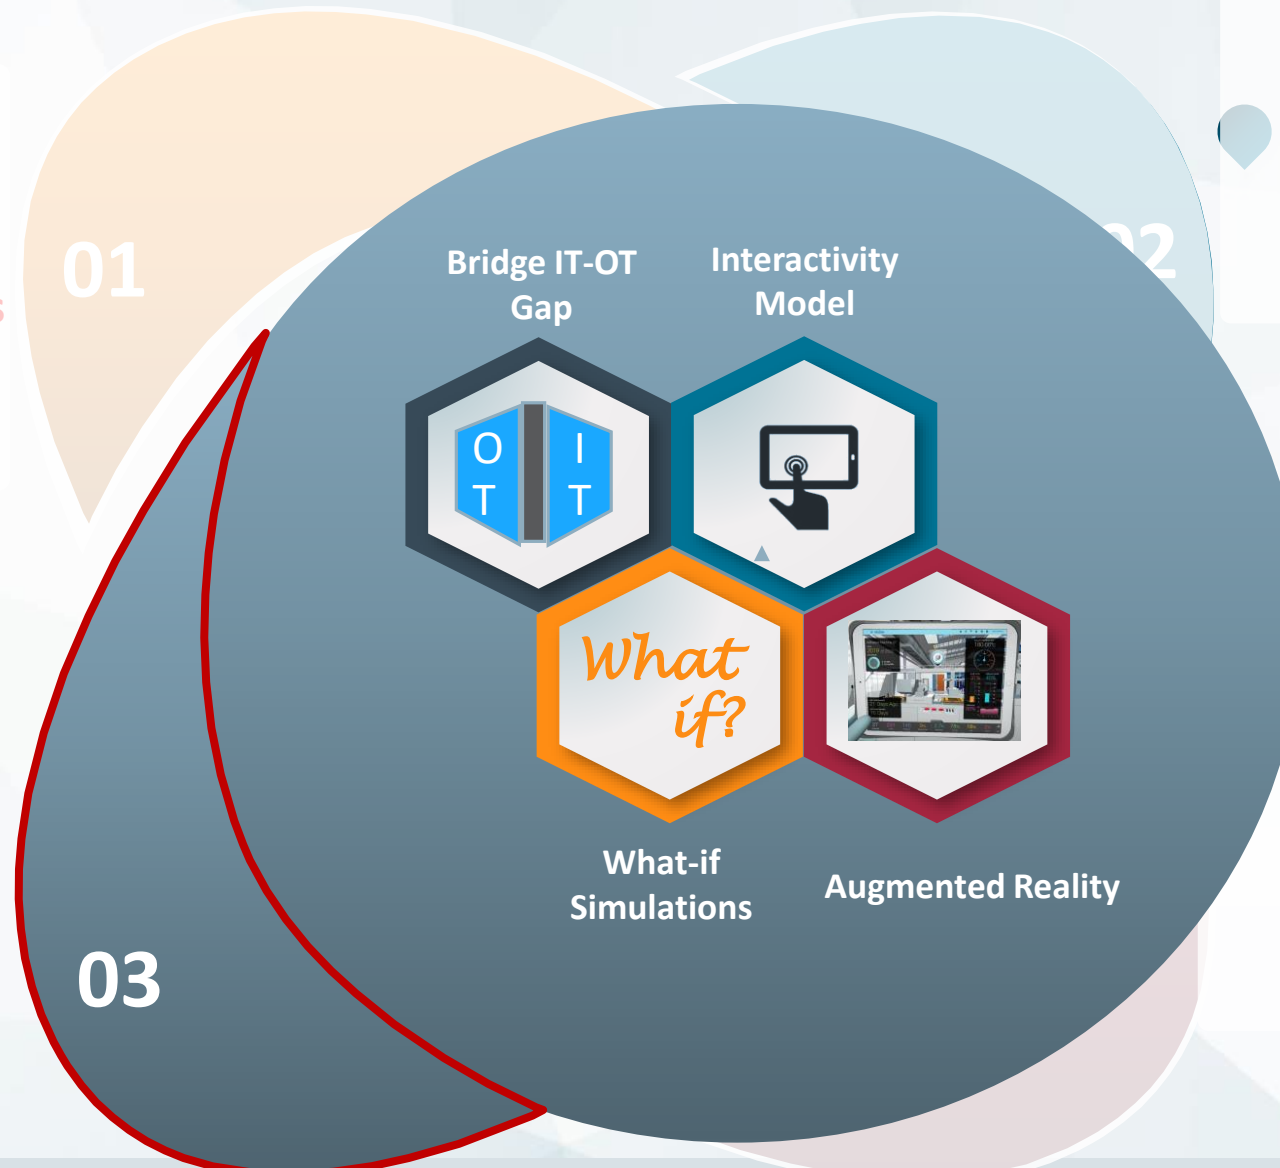 01
02
Bridge IT-OT
Gap
Interactivity
Model
O
T
I
T
What
if?
What-if
Simulations
Augmented Reality
03